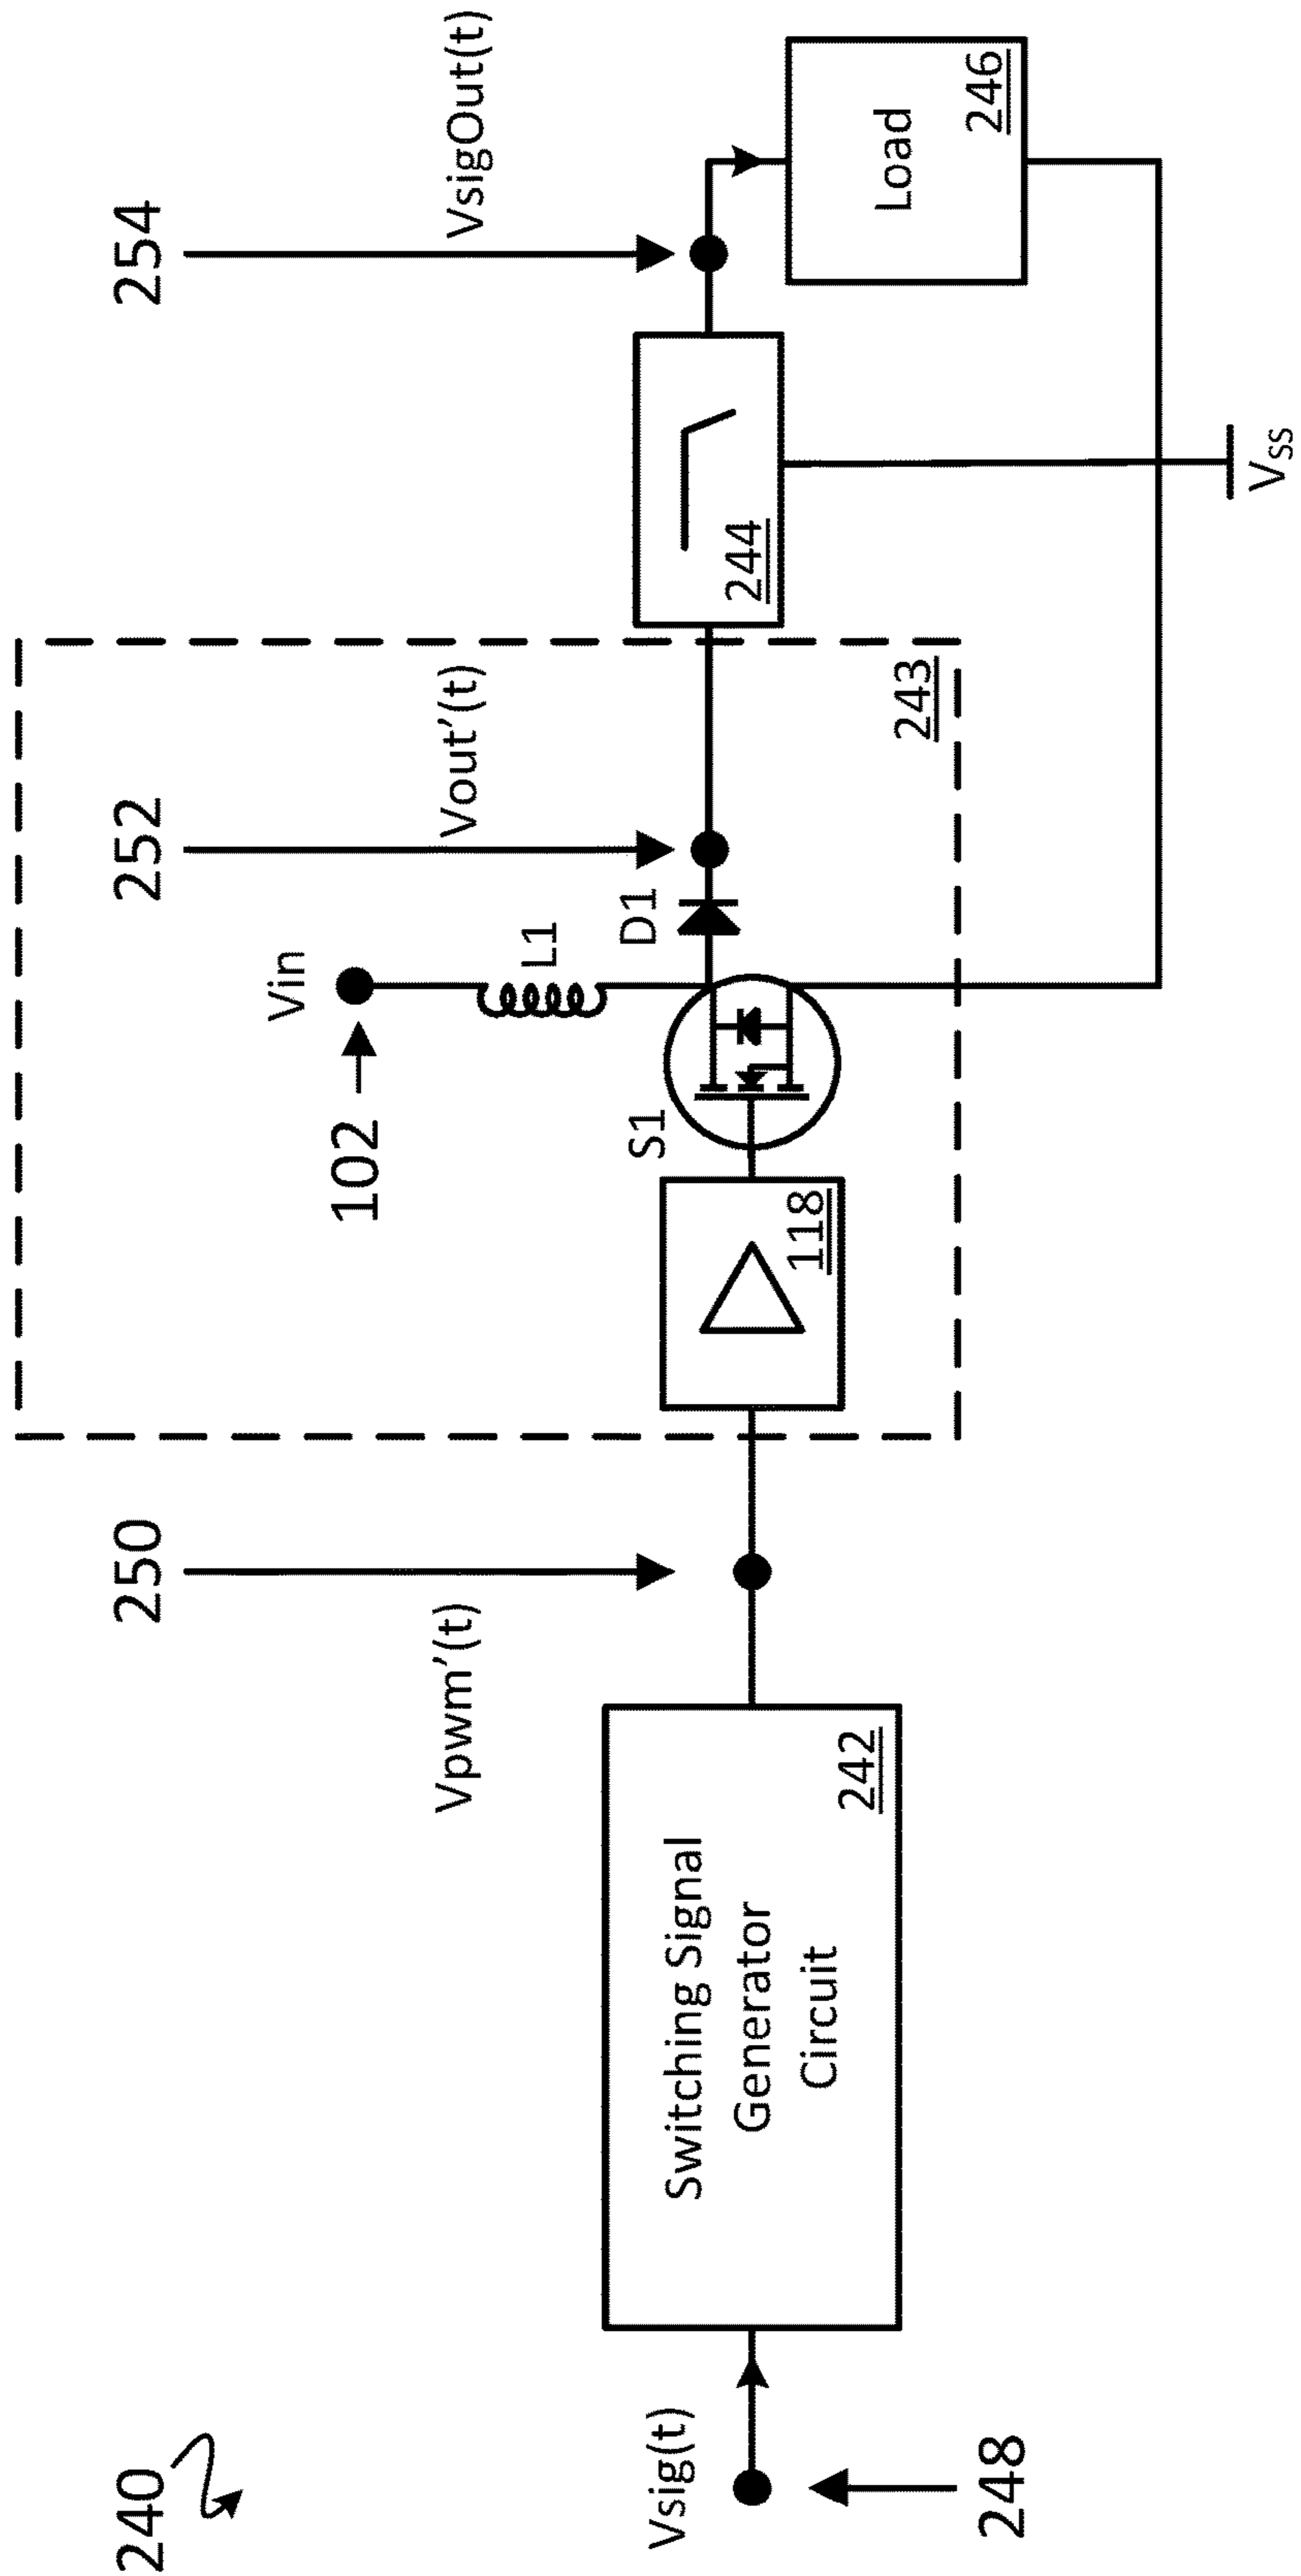 240
Vsig(t)
248
Switching Signal
Generator
Circuit
242
250
Vpwm'(t)
118
S1
102
Vin
L1
D1
252
Vout'(t)
243
244
254
VsigOut(t)
Load
246
Vss